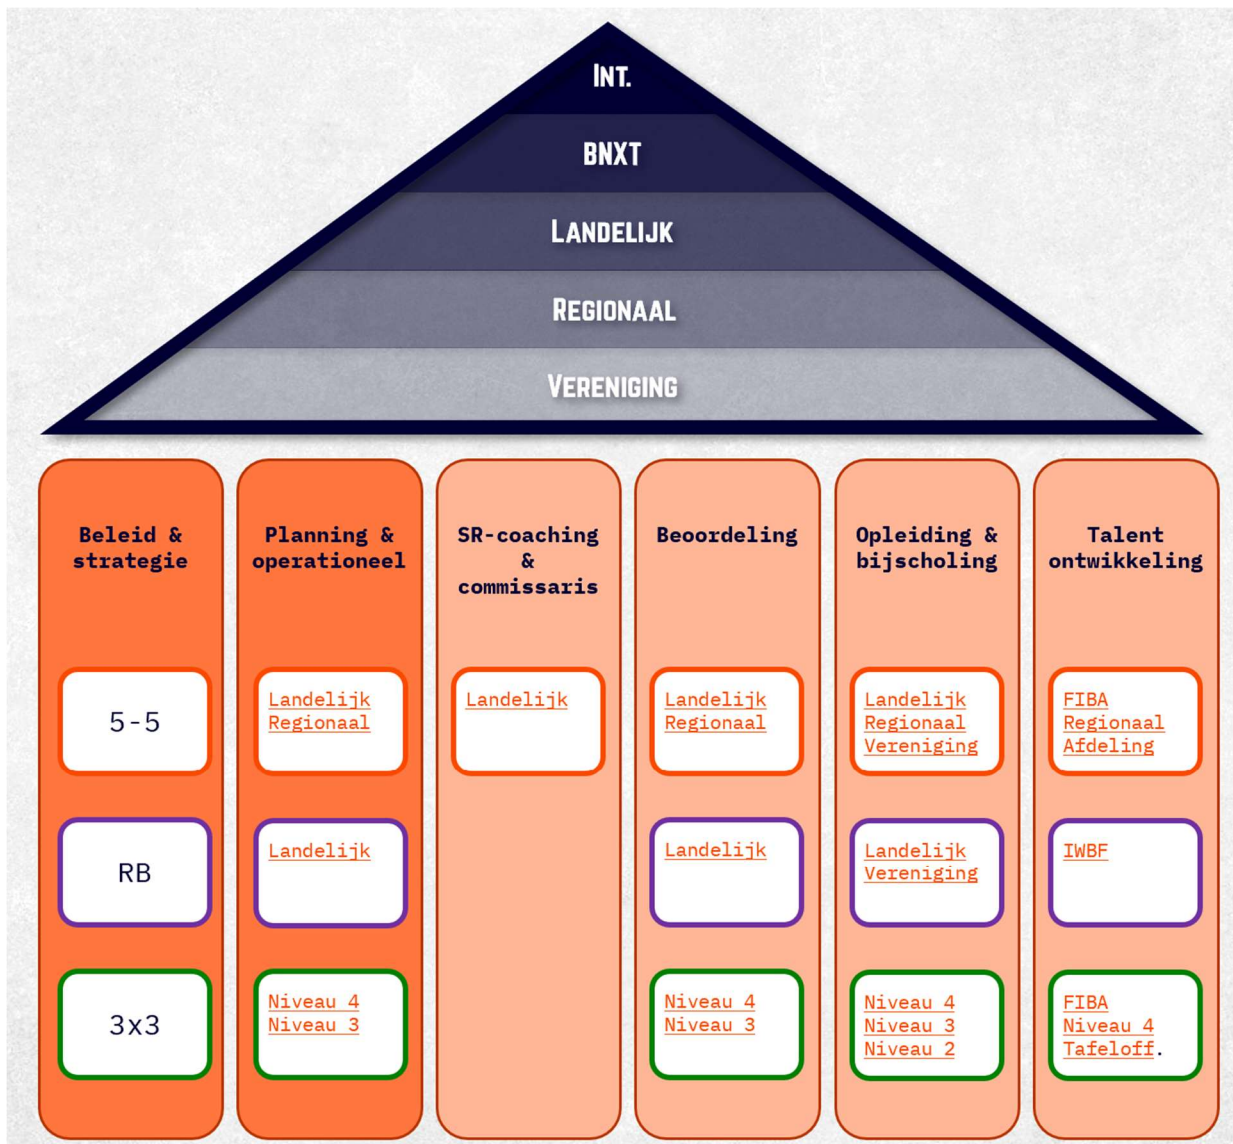 INT.
BNXT
LANDELIJK
REGIONAAL
VERENIGING
Beleid &
strategie
Planning &
operationeel
SR-coaching
&
commissaris
Beoordeling
Opleiding &
bijscholing
Talent
ontwikkeling
5-5
Landelijk
Regionaal
Landelijk
Landelijk
Regionaal
Landelijk
Regionaal
Vereniging
FIBA
Regionaal
Afdeling
RB
Landelijk
Landelijk
Landelijk
Vereniging
IWBF
3x3
Niveau 4
Niveau 3
Niveau 4
Niveau 3
Niveau 4
Niveau 3
Niveau 2
FIBA
Niveau 4
Tafeloff.